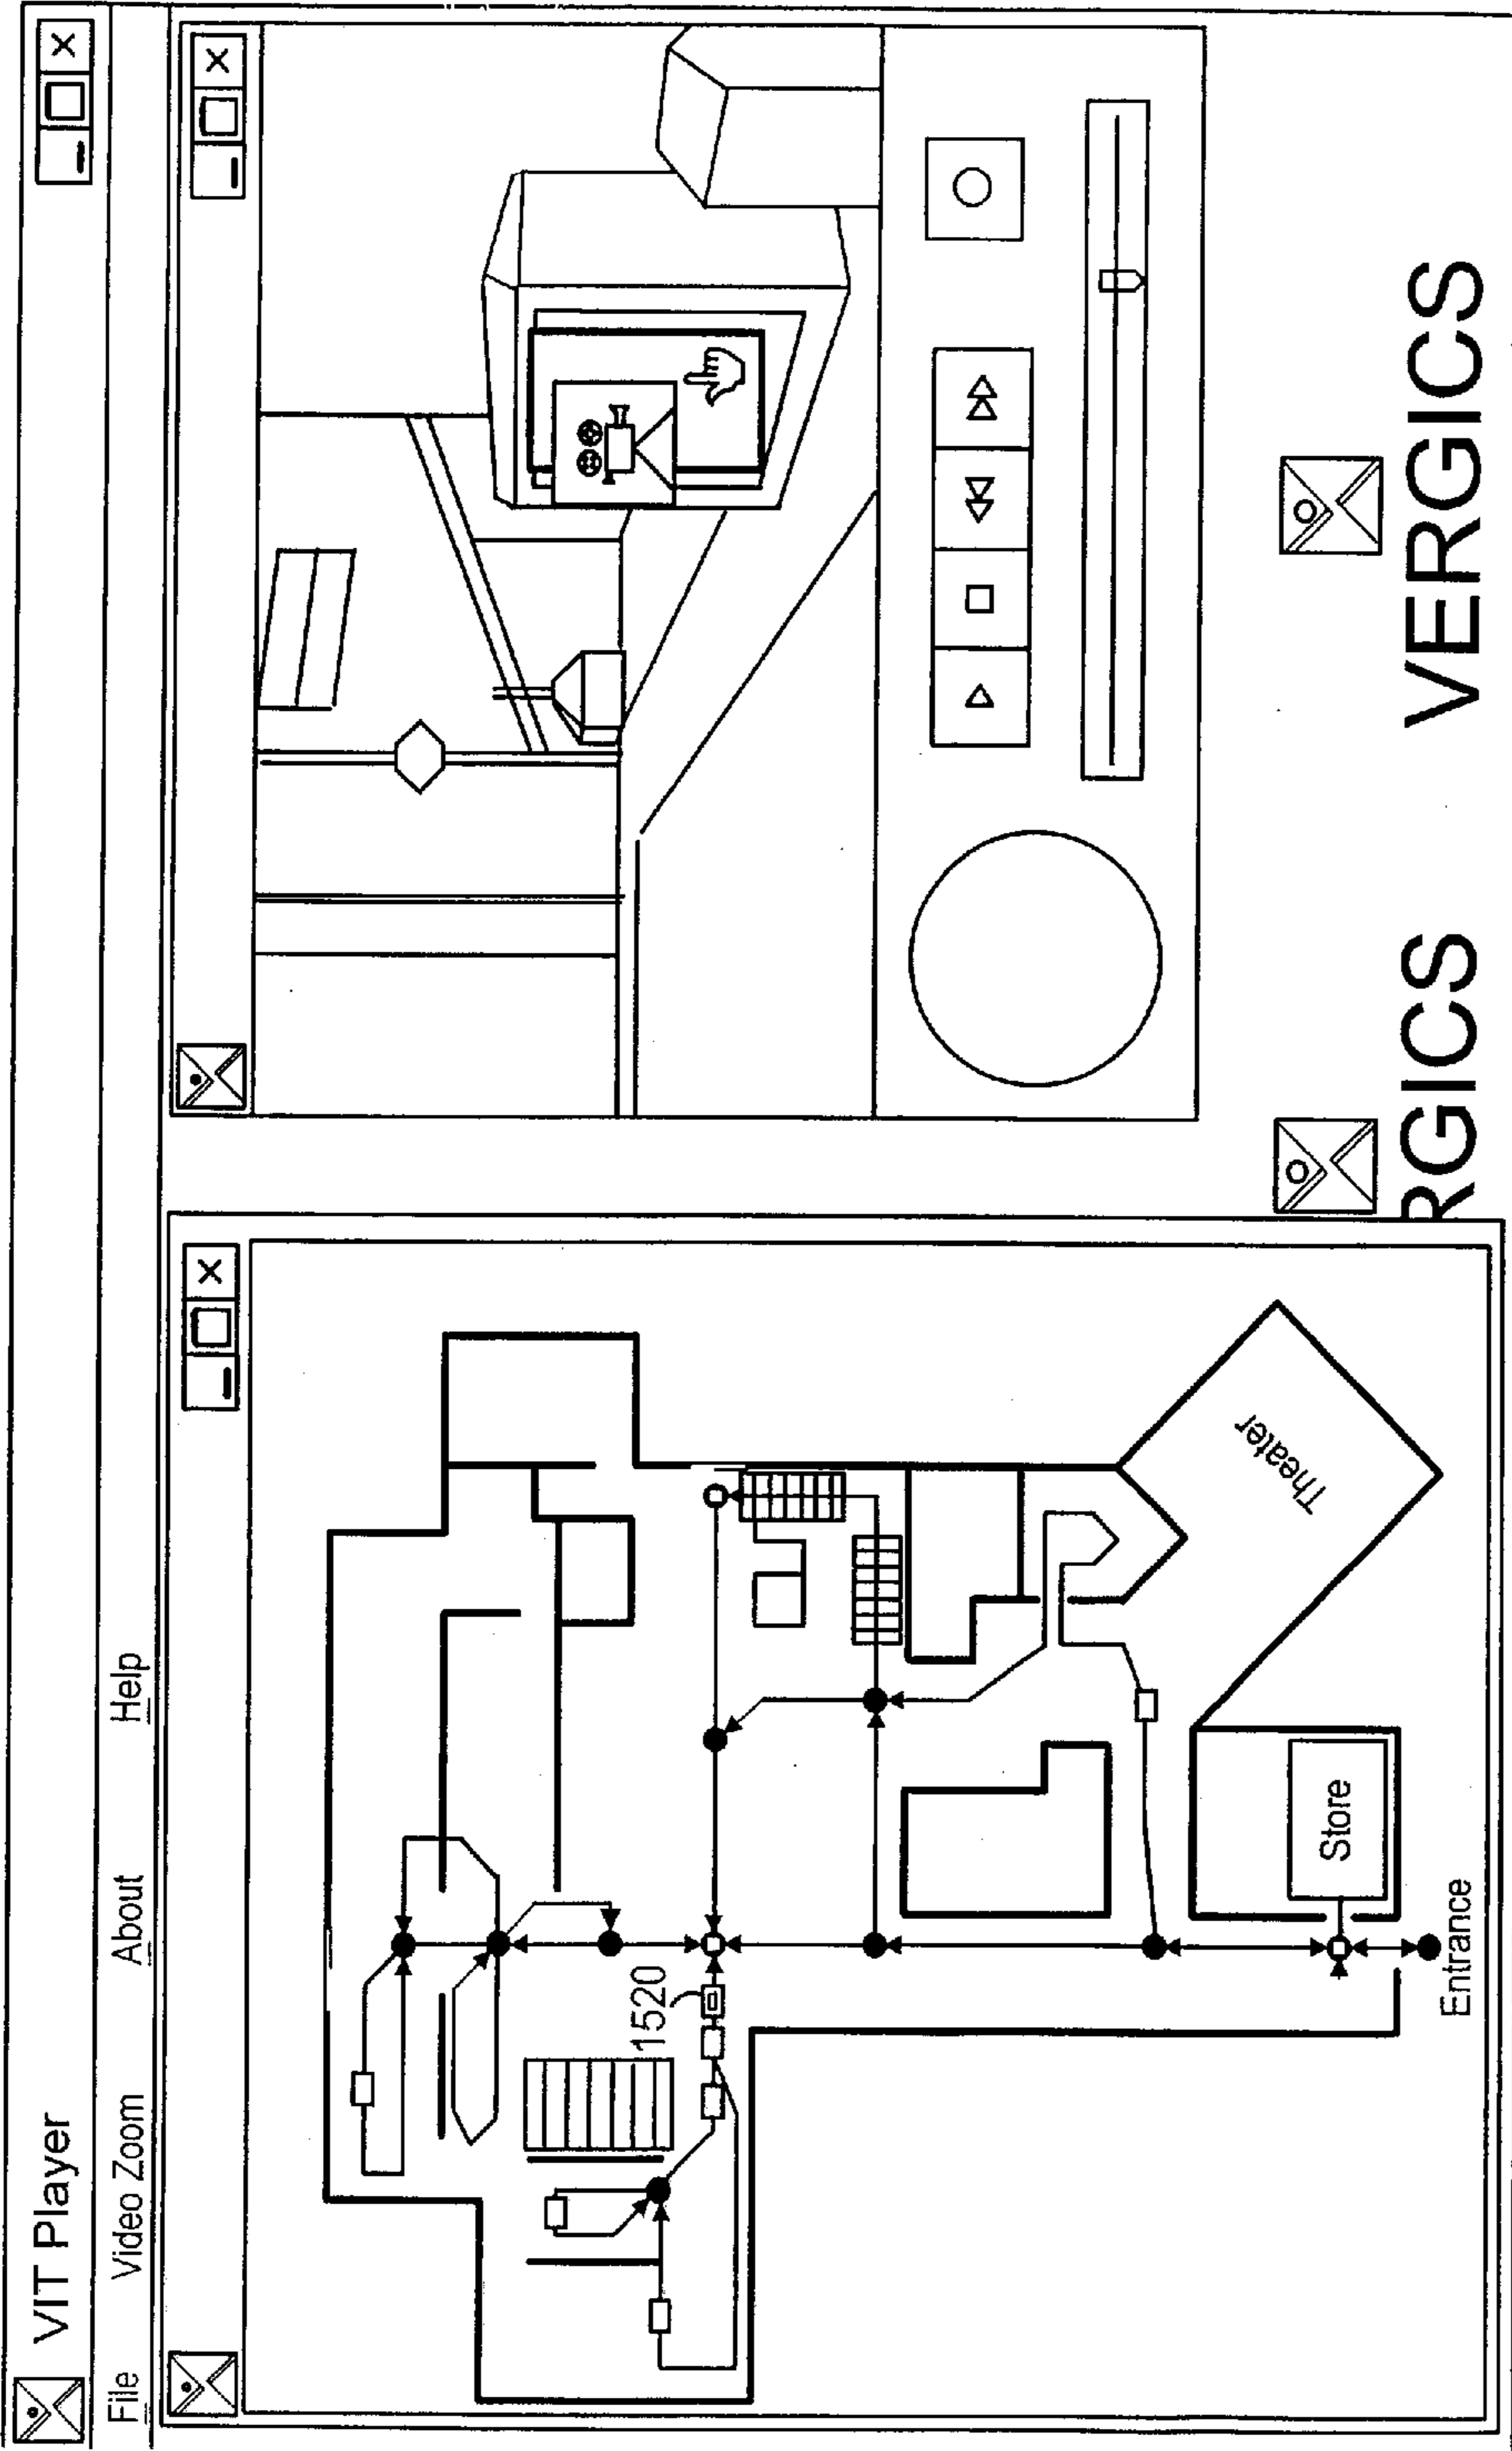 VIT Player
File Video Zoom About Help
1520
Theater
Store
Entrance
RGICS VERGICS